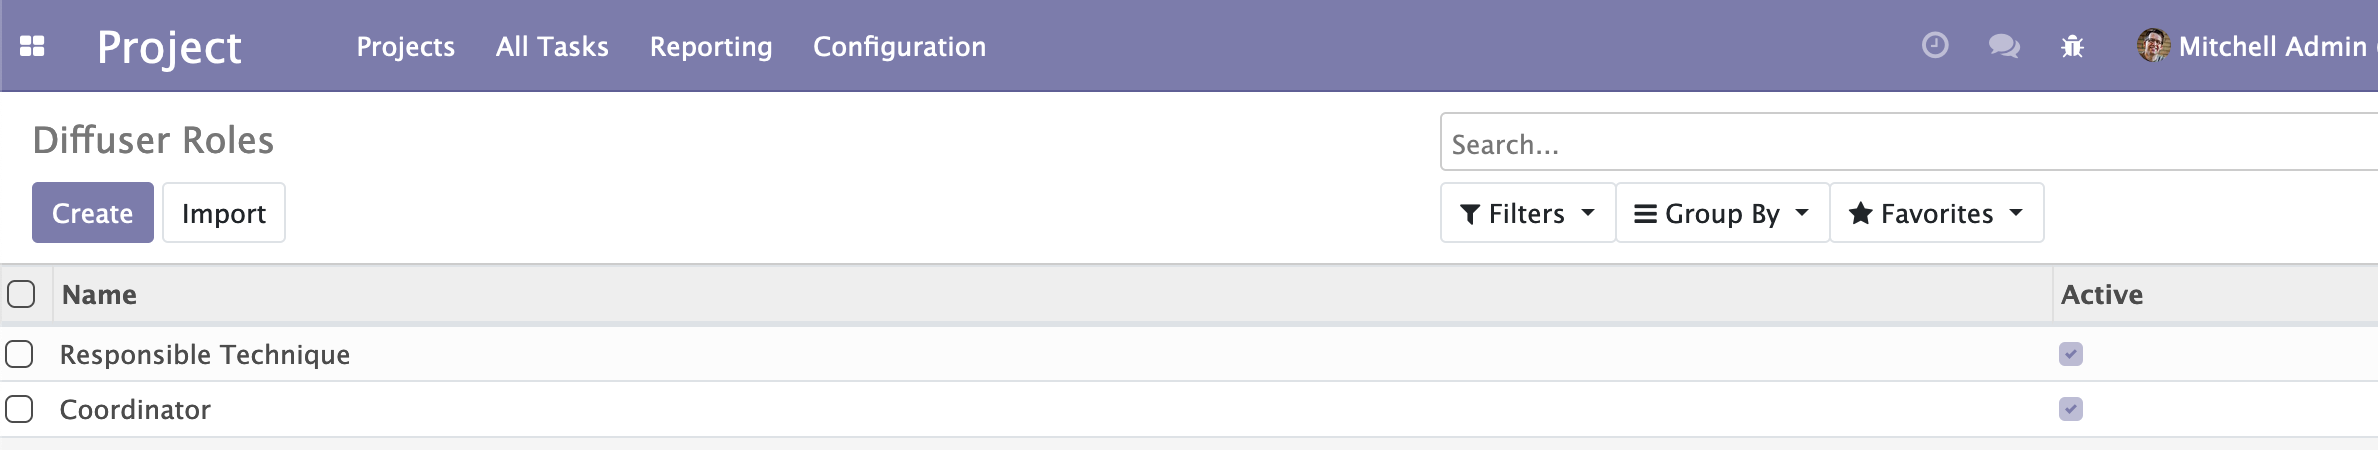 Project Projects All Tasks Reporting Configuration Mitchell Admin
Diffuser Roles
Search...
Create Import Filters Group By Favorites
Name Active
Responsible Technique
Coordinator